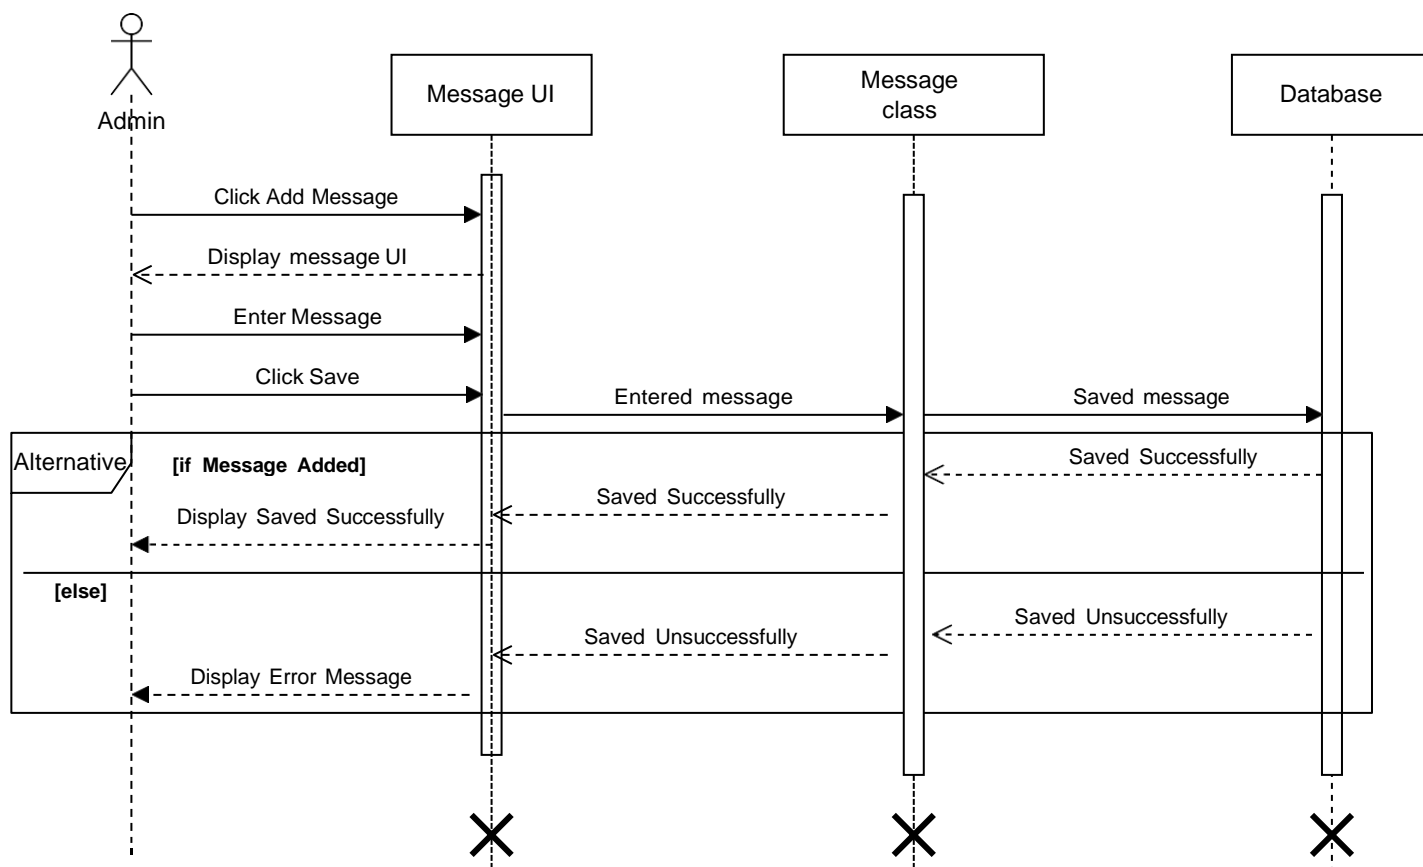 Admin
Message UI
Message
class
Database
Click Add Message
Display message UI
Enter Message
Click Save
Entered message
Saved message
Alternative
[if Message Added]
Saved Successfully
Saved Successfully
Display Saved Successfully
[else]
Saved Unsuccessfully
Saved Unsuccessfully
Display Error Message